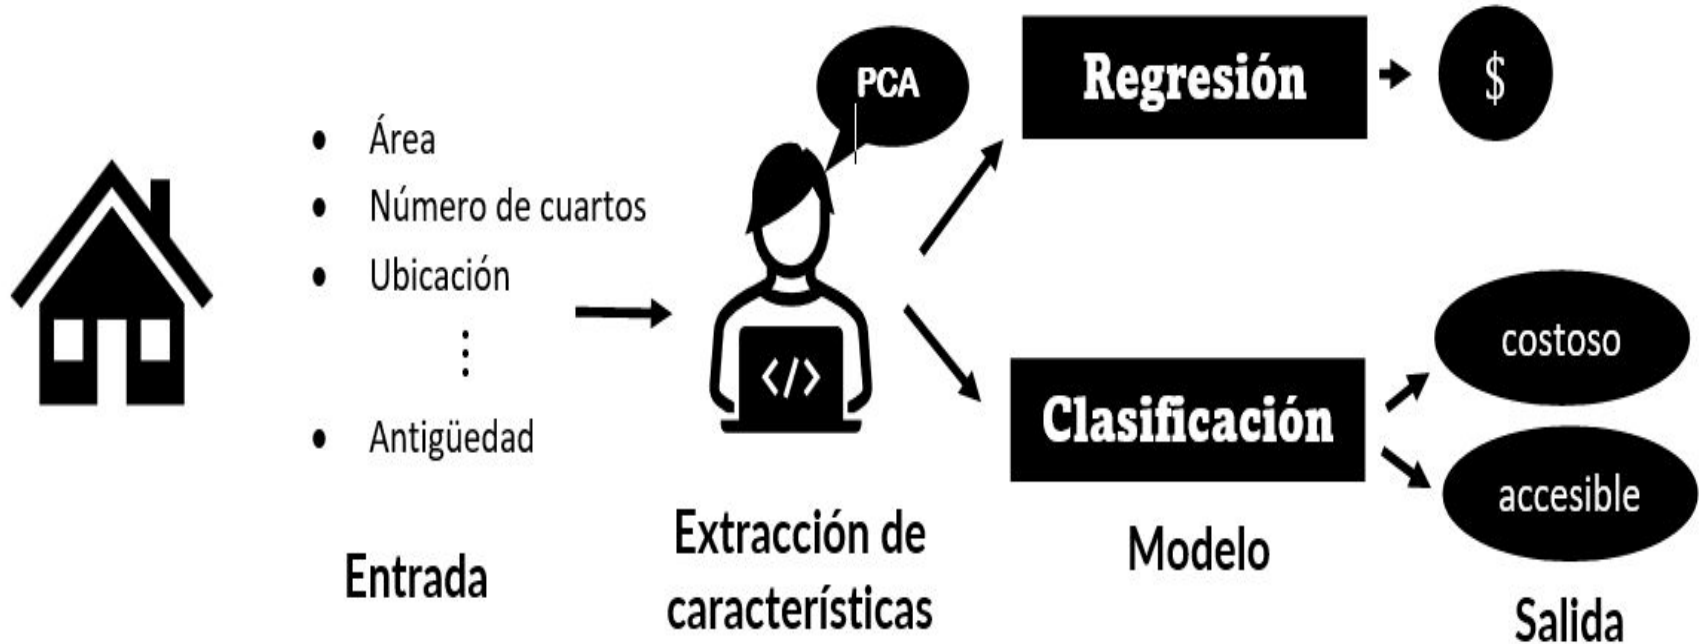 PCA
Regresión
$
Área
Número de cuartos
Ubicación
Antigüedad
</>
Clasificación
costoso
accesible
Entrada
Extracción de
características
Modelo
Salida